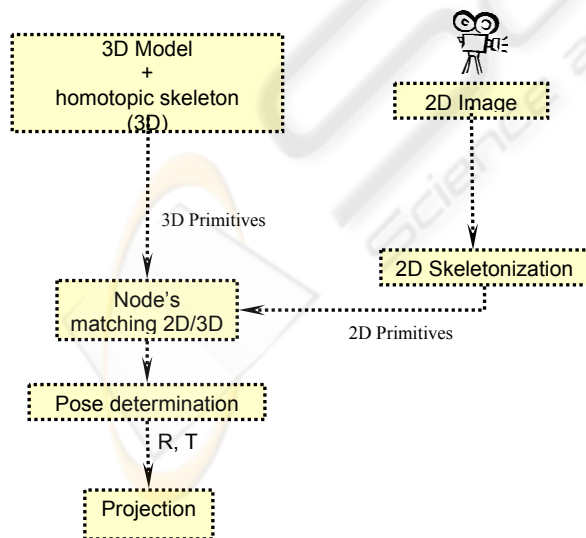 3D Model
+
homotopic skeleton
(3D)
2D Image
3D Primitives
2D Skeletonization
Node's
matching 2D/3D
2D Primitives
Pose determination
R, T
Projection
Science a